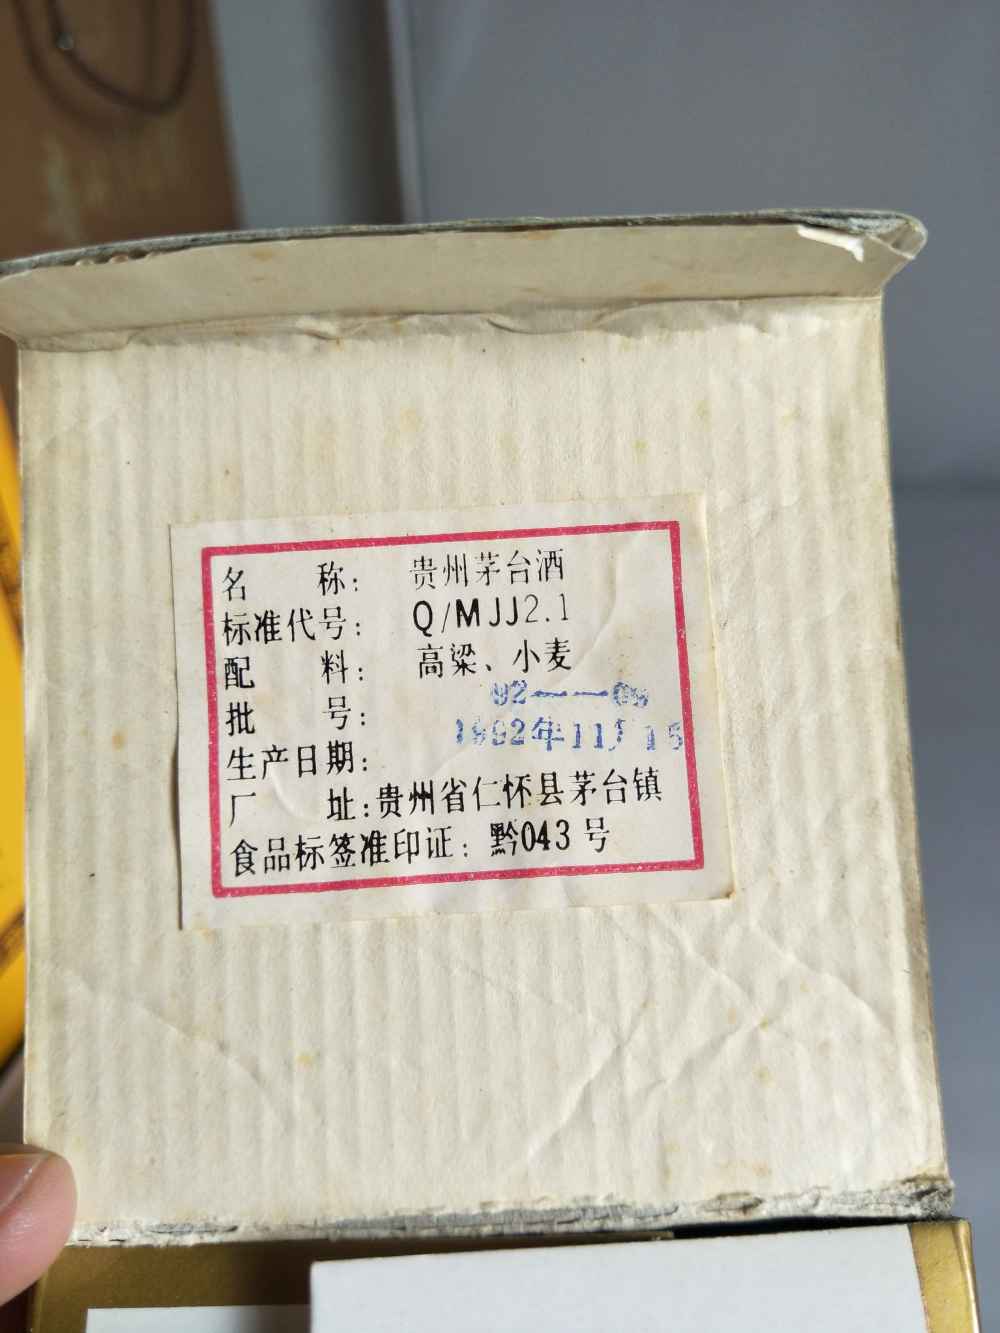 名 称: 贵州茅台酒
标准代号: Q/MJJ2.1
配 料: 高粱、小麦
批 号: 92——09
生产日期: 1992年11月15
厂 址:贵州省仁怀县茅台镇
食品标签准印证: 黔043号